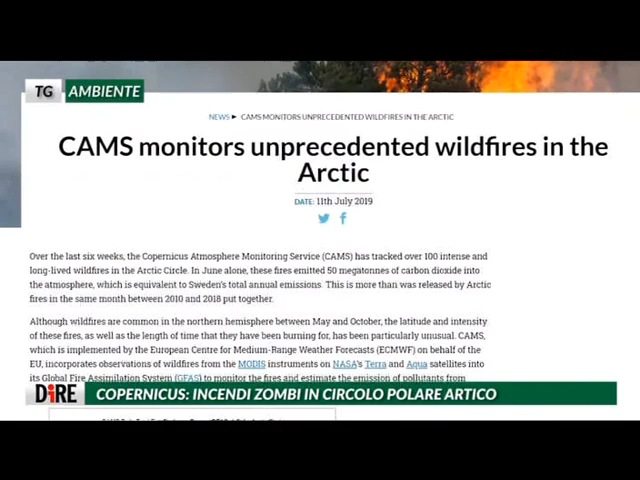 TG AMBIENTE
NEWS ▶ CAMS MONITORS UNPRECEDENTED WILDFIRES IN THE ARCTIC
CAMS monitors unprecedented wildfires in the
Arctic
DATE: 11th July 2019
Over the last six weeks, the Copernicus Atmosphere Monitoring Service (CAMS) has tracked over 100 intense and
long-lived wildfires in the Arctic Circle. In June alone, these fires emitted 50 megatonnes of carbon dioxide into
the atmosphere, which is equivalent to Sweden's total annual emissions. This is more than was released by Arctic
fires in the same month between 2010 and 2018 put together.
Although wildfires are common in the northern hemisphere between May and October, the latitude and intensity
of these fires, as well as the length of time that they have been burning for, has been particularly unusual. CAMS,
which is implemented by the European Centre for Medium-Range Weather Forecasts (ECMWF) on behalf of the
EU, incorporates observations of wildfires from the MODIS instruments on NASA's Terra and Aqua satellites into
its Global Fire Assimilation System (GFAS) to monitor the fires and estimate the emission of pollutants from
DiRE COPERNICUS: INCENDI ZOMBI IN CIRCOLO POLARE ARTICO